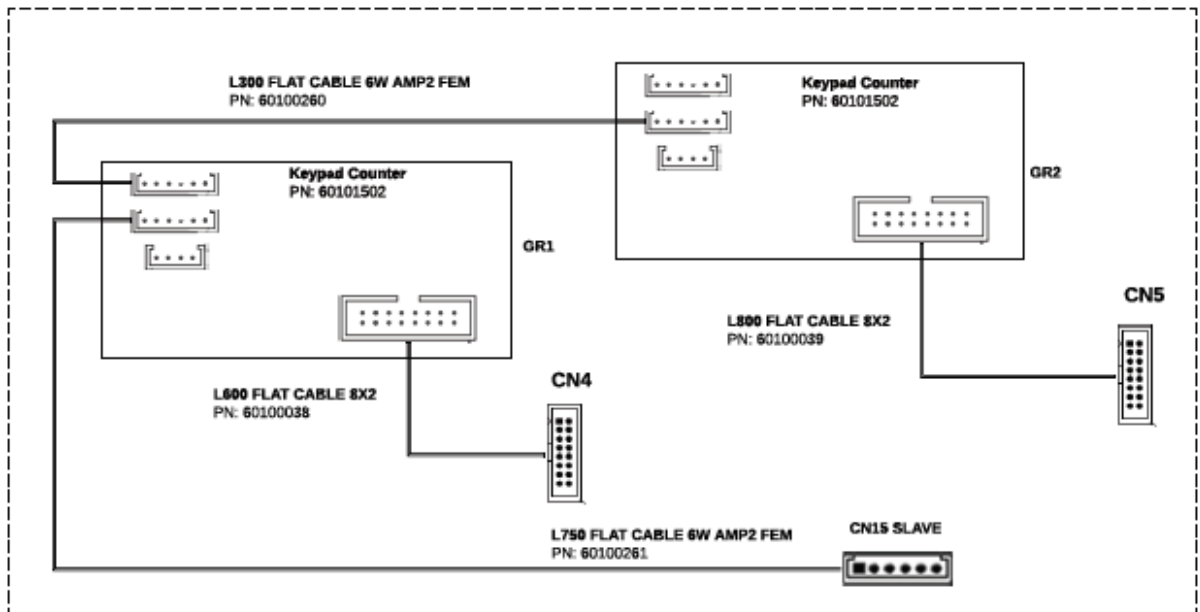 L300 FLAT CABLE 6W AMP2 FEM
PN: 60100260
Keypad Counter
PN: 60101502
GR2
Keypad Counter
PN: 60101502
GR1
CN5
L800 FLAT CABLE 8X2
PN: 60100039
CN4
L600 FLAT CABLE 8X2
PN: 60100038
CN15 SLAVE
L750 FLAT CABLE 6W AMP2 FEM
PN: 60100261